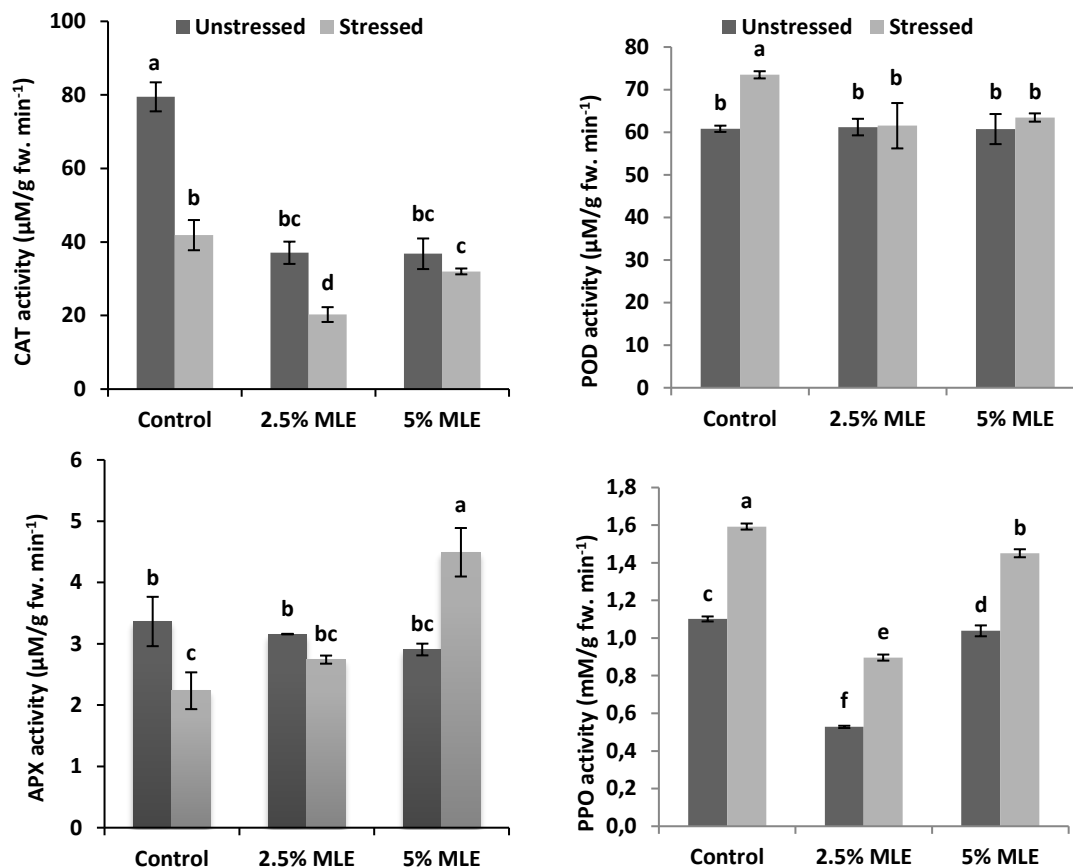 Unstressed Stressed
CAT activity (µM/g fw. min⁻¹)
100
80
60
40
20
0
a
b
bc
d
bc
c
Control 2.5% MLE 5% MLE
Unstressed Stressed
POD activity (µM/g fw. min⁻¹)
80
70
60
50
40
30
20
10
0
b
a
b
b
b
b
Control 2.5% MLE 5% MLE
APX activity (µM/g fw. min⁻¹)
6
5
4
3
2
1
0
b
c
b
bc
bc
a
Control 2.5% MLE 5% MLE
PPO activity (mM/g fw. min⁻¹)
1,8
1,6
1,4
1,2
1,0
0,8
0,6
0,4
0,2
0,0
c
a
f
e
d
b
Control 2.5% MLE 5% MLE